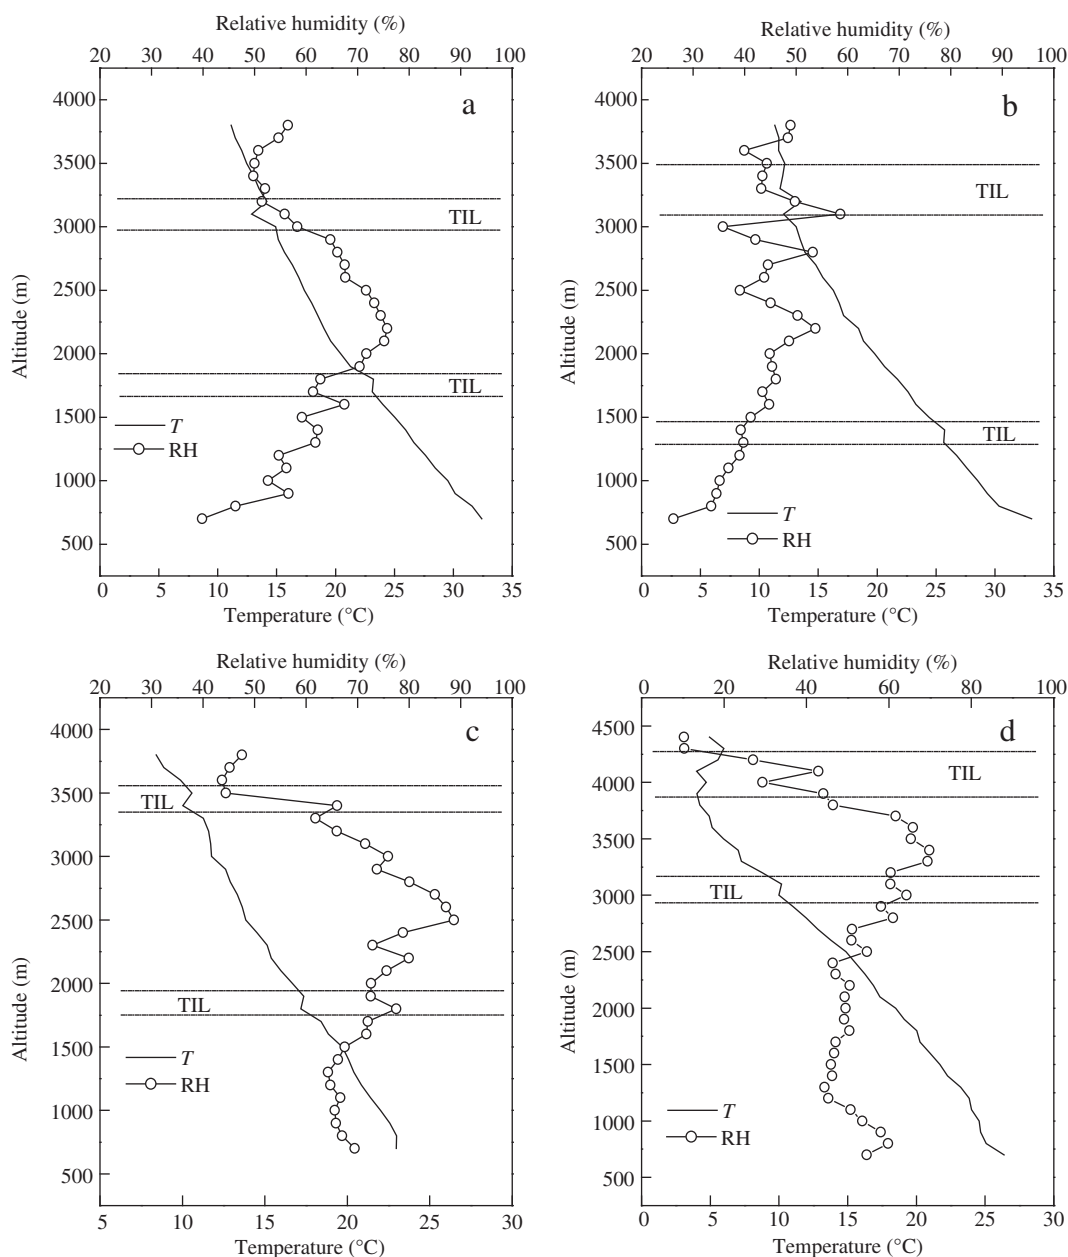 Relative humidity (%)
20 30 40 50 60 70 80 90 100
a
4000
3500
3000
2500
2000
1500
1000
500
Altitude (m)
TIL
TIL
T
RH
0 5 10 15 20 25 30 35
Temperature (°C)
Relative humidity (%)
20 30 40 50 60 70 80 90 100
b
4000
3500
3000
2500
2000
1500
1000
500
Altitude (m)
TIL
TIL
T
RH
0 5 10 15 20 25 30 35
Temperature (°C)
Relative humidity (%)
20 30 40 50 60 70 80 90 100
c
4000
3500
3000
2500
2000
1500
1000
500
Altitude (m)
TIL
TIL
T
RH
5 10 15 20 25 30
Temperature (°C)
Relative humidity (%)
0 20 40 60 80 100
d
4500
4000
3500
3000
2500
2000
1500
1000
500
Altitude (m)
TIL
TIL
T
RH
0 5 10 15 20 25 30
Temperature (°C)